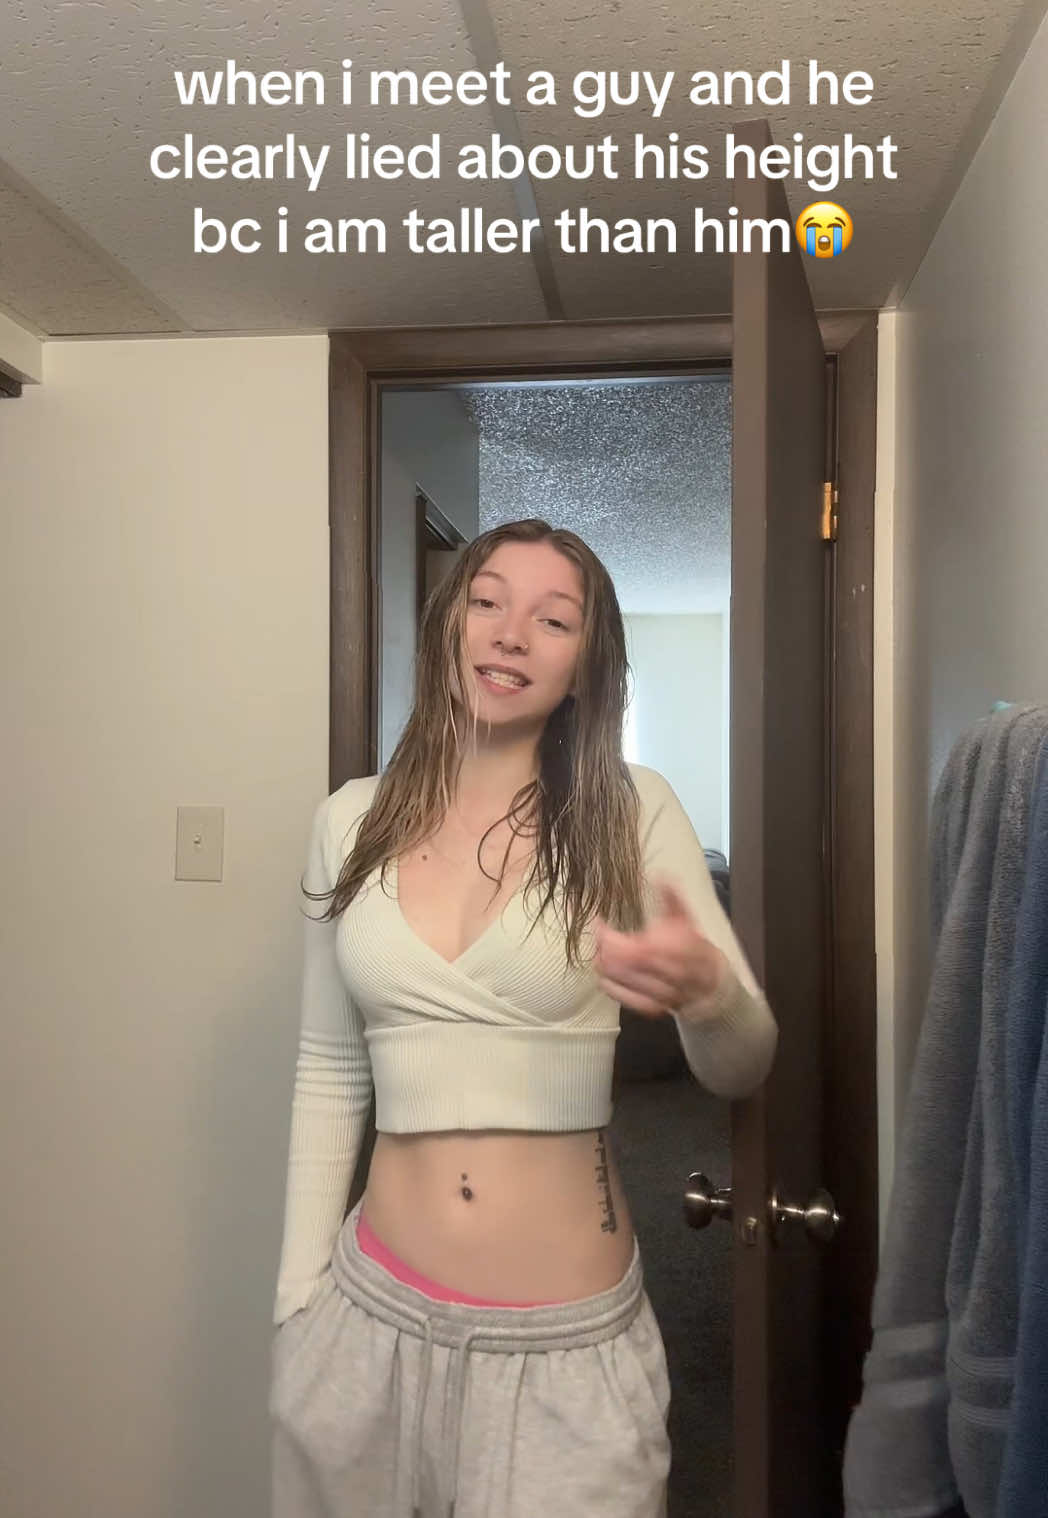 when i meet a guy and he
clearly lied about his height
bc i am taller than him😭